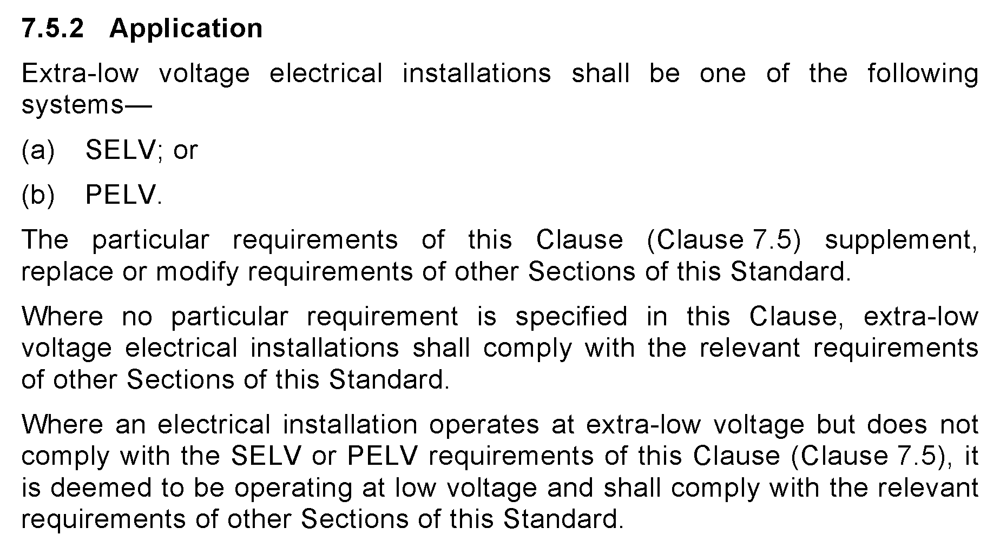 7.5.2 Application
Extra-low voltage electrical installations shall be one of the following
systems—
(a) SELV; or
(b) PELV.
The particular requirements of this Clause (Clause 7.5) supplement,
replace or modify requirements of other Sections of this Standard.
Where no particular requirement is specified in this Clause, extra-low
voltage electrical installations shall comply with the relevant requirements
of other Sections of this Standard.
Where an electrical installation operates at extra-low voltage but does not
comply with the SELV or PELV requirements of this Clause (Clause 7.5), it
is deemed to be operating at low voltage and shall comply with the relevant
requirements of other Sections of this Standard.